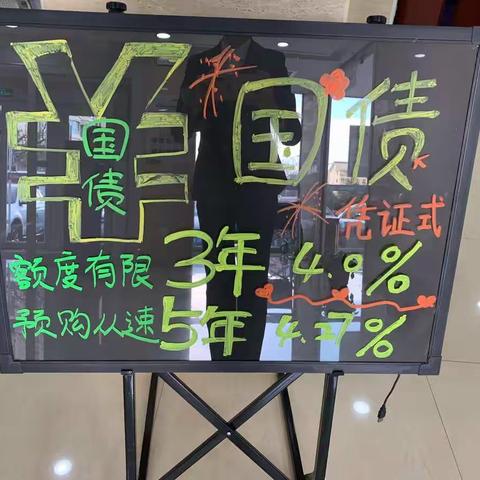 ¥
国债
国债
凭证式
额度有限 3年 4.0%
预购从速 5年 4.27%